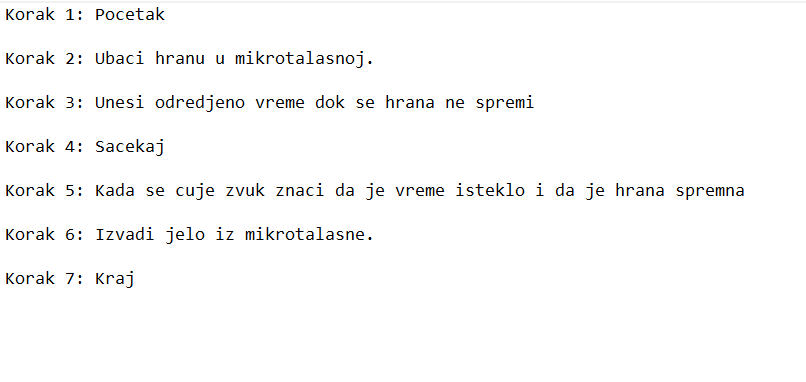 Korak 1: Pocetak
Korak 2: Ubaci hranu u mikrotalasnoj.
Korak 3: Unesi odredjeno vreme dok se hrana ne spremi
Korak 4: Sacekaj
Korak 5: Kada se cuje zvuk znaci da je vreme isteklo i da je hrana spremna
Korak 6: Izvadi jelo iz mikrotalasne.
Korak 7: Kraj